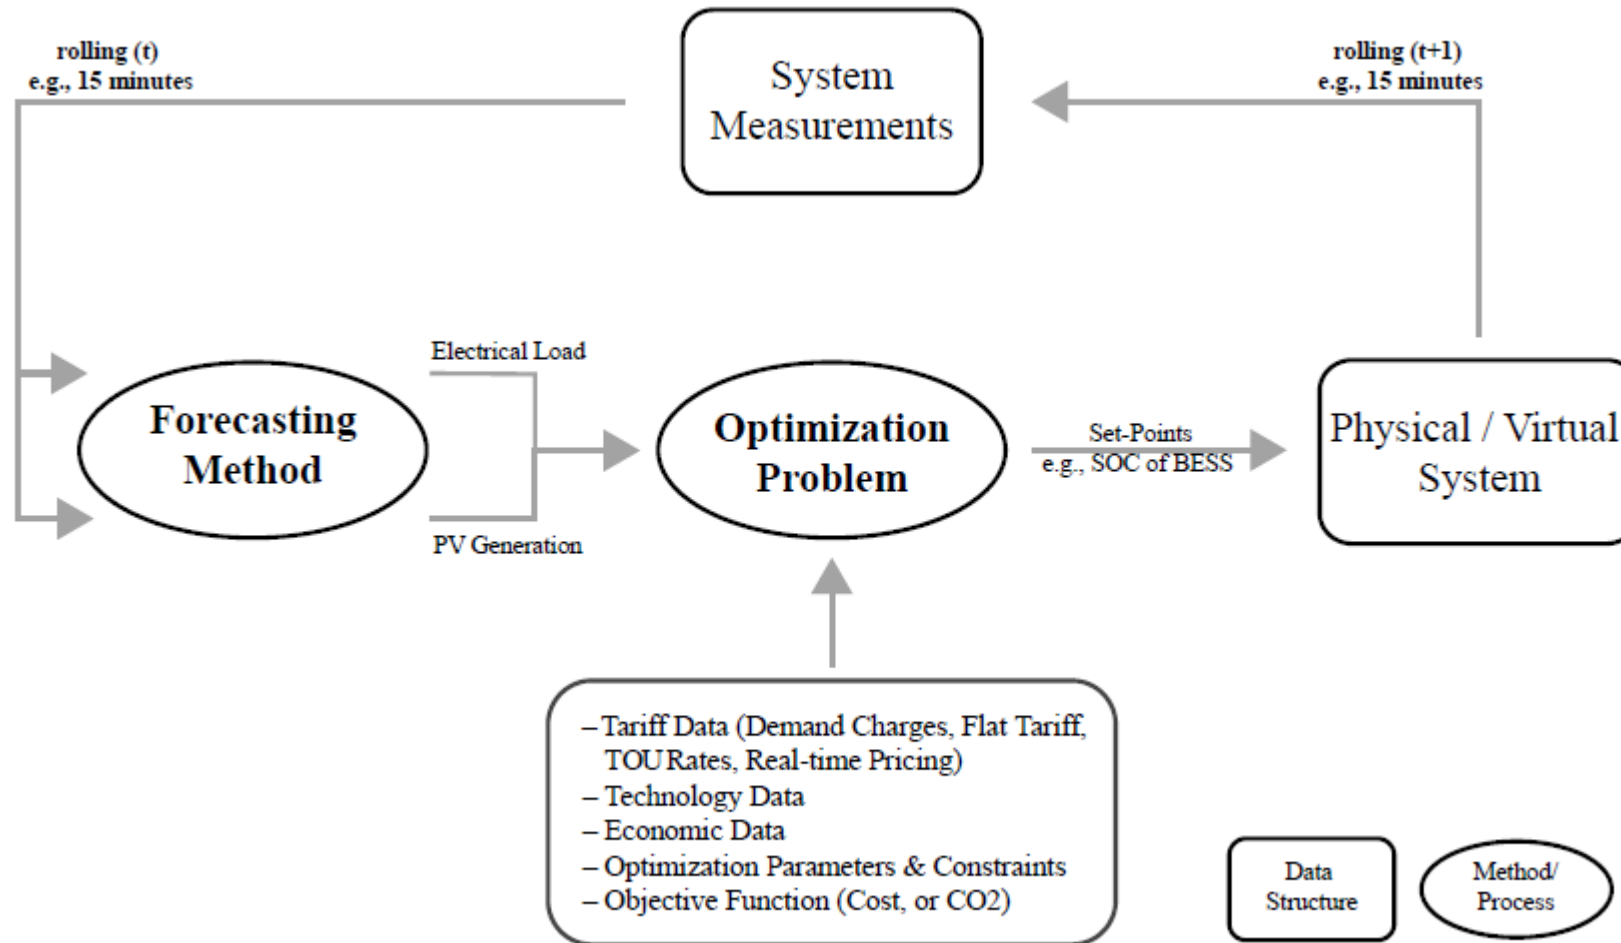 rolling (t)
e.g., 15 minutes
System
Measurements
rolling (t+1)
e.g., 15 minutes
Electrical Load
Forecasting
Method
PV Generation
Optimization
Problem
Set-Points
e.g., SOC of BESS
Physical / Virtual
System
– Tariff Data (Demand Charges, Flat Tariff,
TOU Rates, Real-time Pricing)
– Technology Data
– Economic Data
– Optimization Parameters & Constraints
– Objective Function (Cost, or CO2)
Data
Structure
Method/
Process